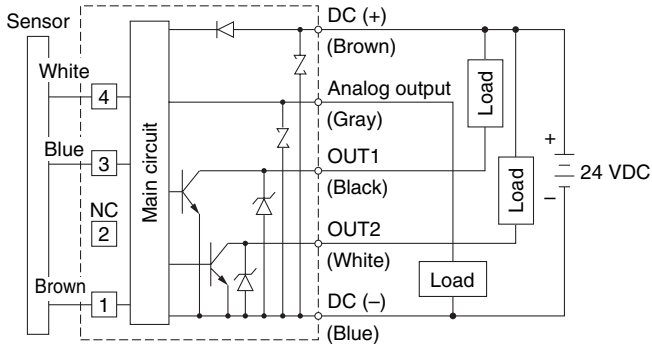 Sensor
White
4
Blue
3
NC
2
Brown
1
Main circuit
DC (+)
(Brown)
Analog output
(Gray)
OUT1
(Black)
OUT2
(White)
DC (–)
(Blue)
Load
Load
Load
+
24 VDC
–